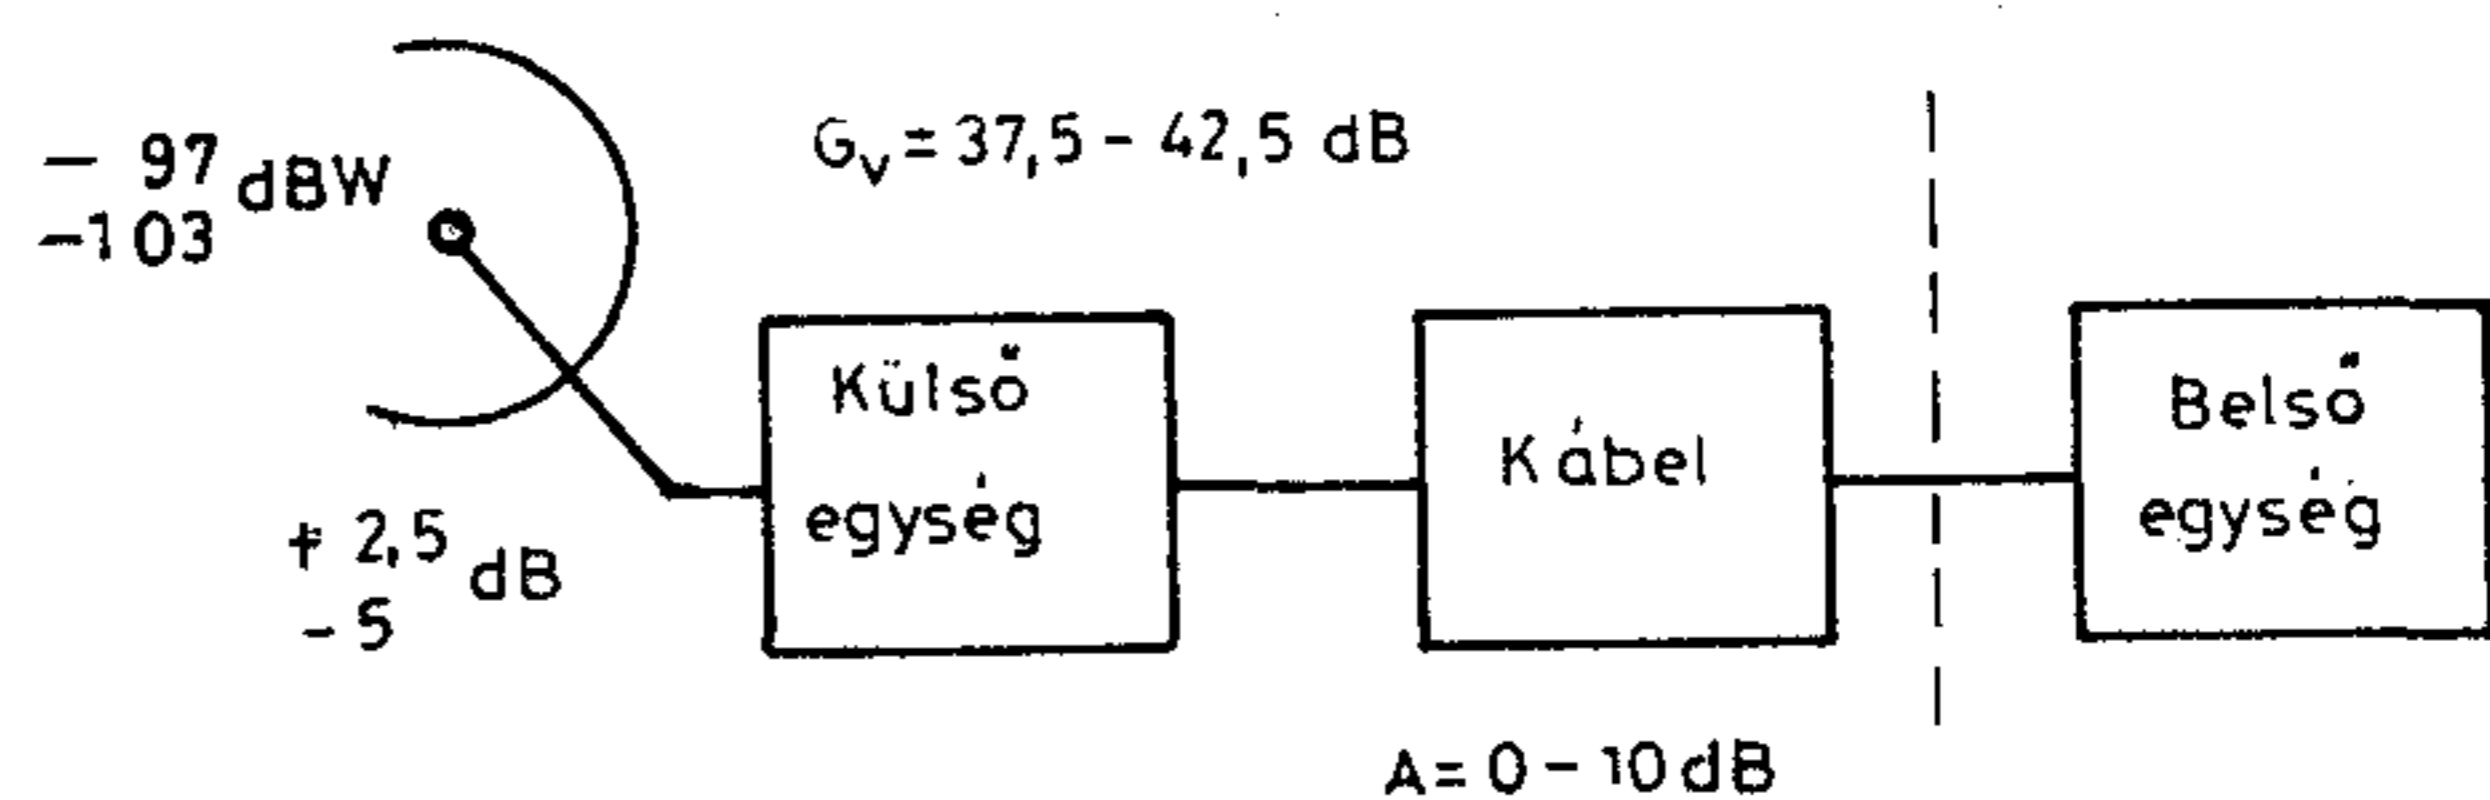 − 97
dBW
−103
Gᵥ = 37,5 − 42,5 dB
+ 2,5
dB
− 5
Külső
egység
Kábel
Belső
egység
A = 0 − 10 dB